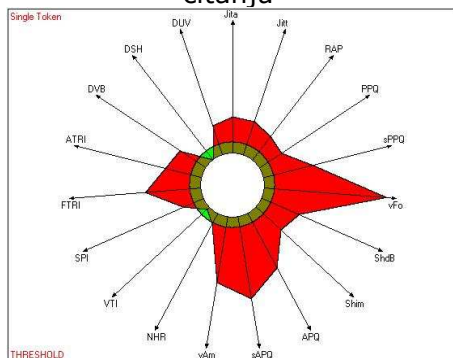 čitanja
Single Token
Jita
DUV
Jitt
DSH
RAP
DVB
PPQ
ATRI
sPPQ
FTRI
vFo
SPI
ShdB
VTI
Shim
NHR
APQ
vAm
sAPQ
THRESHOLD